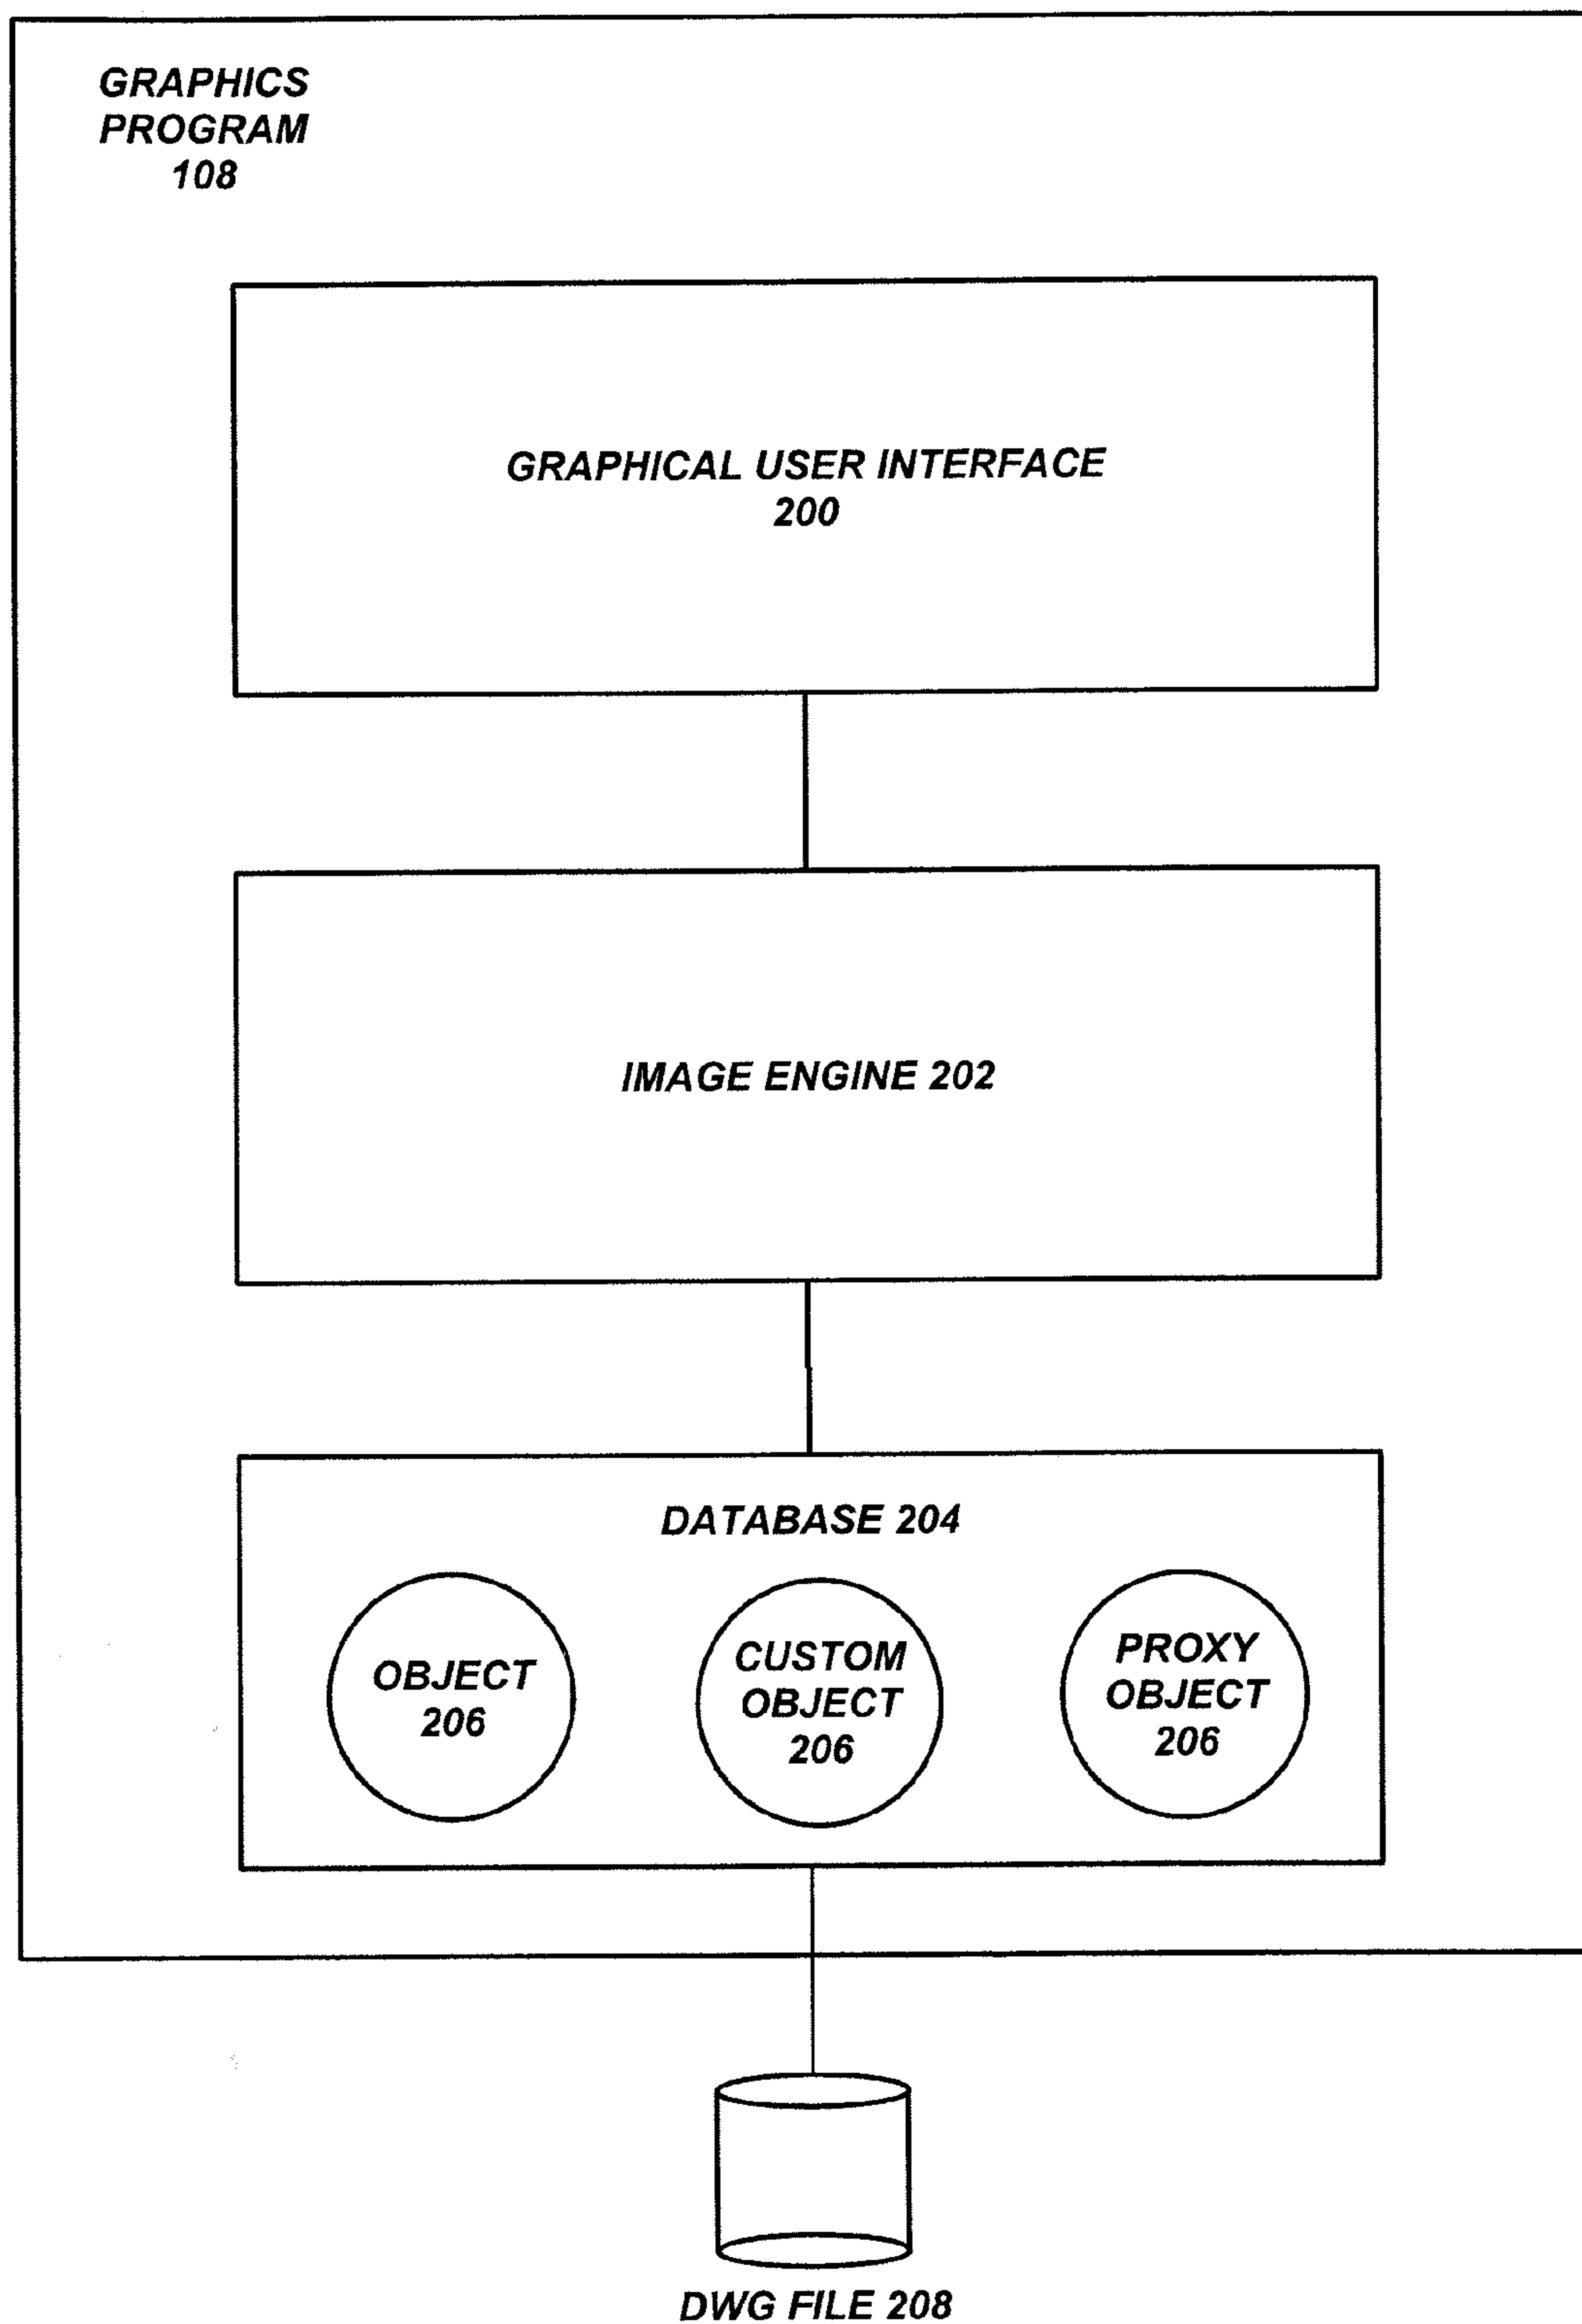 GRAPHICS
PROGRAM
108
GRAPHICAL USER INTERFACE
200
IMAGE ENGINE 202
DATABASE 204
OBJECT
206
CUSTOM
OBJECT
206
PROXY
OBJECT
206
DWG FILE 208